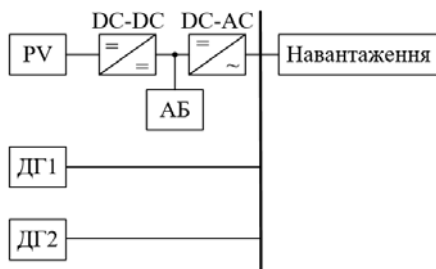 DC-DC DC-AC
PV = = = ~ Навантаження
АБ
ДГ1
ДГ2